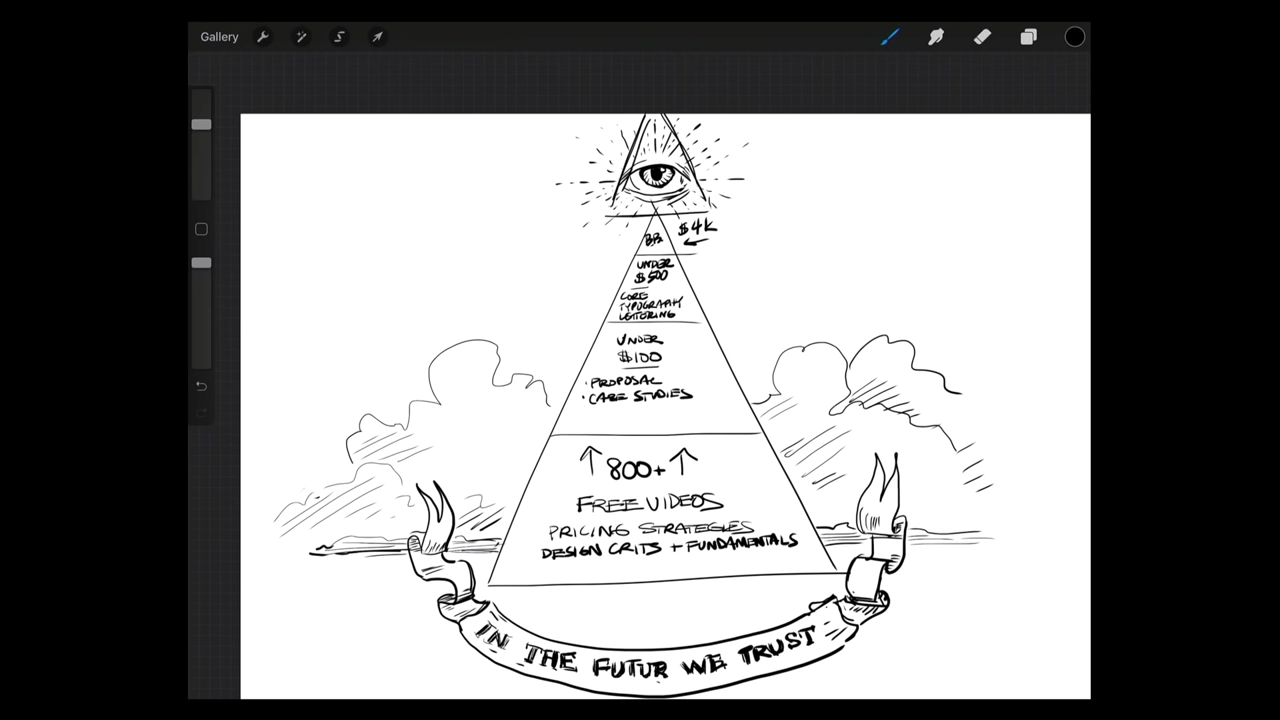 Gallery
$4K
BB
UNDER
$500
CORE
TYPOGRAPHY
LETTERING
UNDER
$100
• PROPOSAL
• CASE STUDIES
↑ 800+ ↑
FREE VIDEOS
PRICING STRATEGIES
DESIGN CRITS + FUNDAMENTALS
IN THE FUTUR WE TRUST